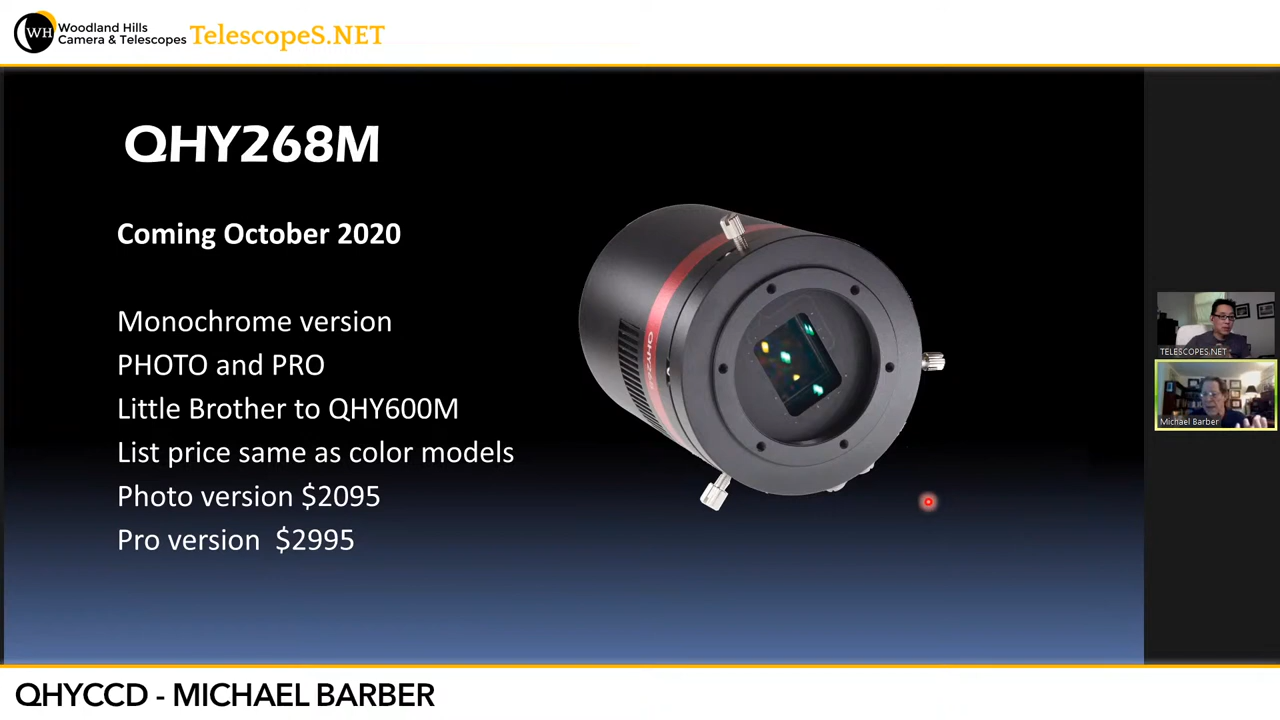 WH
Woodland Hills
Camera & Telescopes
TelescopeS.NET
QHY268M
Coming October 2020
Monochrome version
PHOTO and PRO
Little Brother to QHY600M
List price same as color models
Photo version $2095
Pro version $2995
QHY268
TELESCOPES.NET
Michael Barber
QHYCCD - MICHAEL BARBER